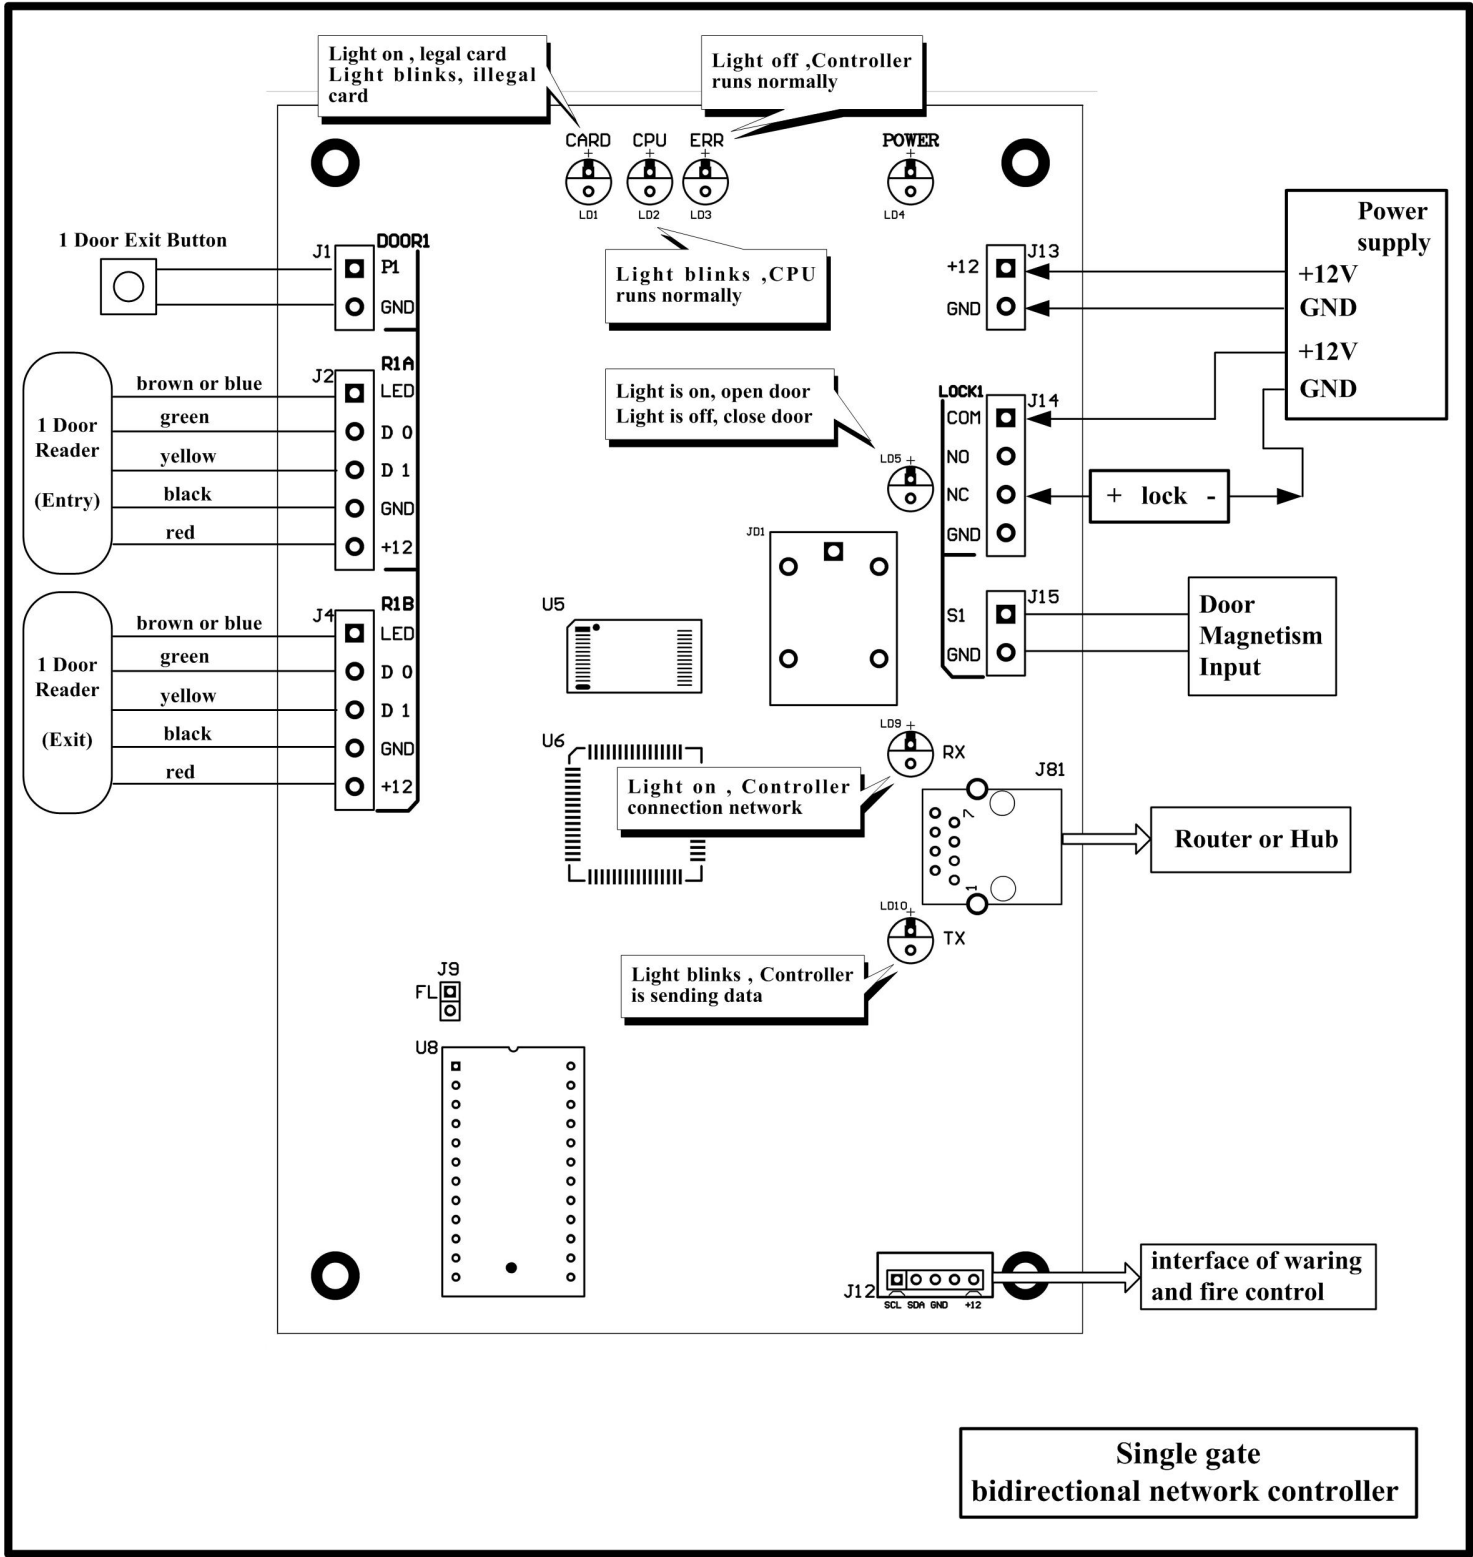 Light on , legal card
Light blinks, illegal
card
Light off ,Controller
runs normally
CARD
CPU
ERR
POWER
+
+
+
+
LD1
LD2
LD3
LD4
Power
supply
+12V
GND
+12V
GND
1 Door Exit Button
J1
DOOR1
P1
GND
Light blinks ,CPU
runs normally
J13
+12
GND
1 Door
Reader
(Entry)
brown or blue
green
yellow
black
red
J2
R1A
LED
D 0
D 1
GND
+12
Light is on, open door
Light is off, close door
LD5 +
LOCK1
J14
COM
NO
NC
GND
+ lock -
JD1
1 Door
Reader
(Exit)
brown or blue
green
yellow
black
red
J4
R1B
LED
D 0
D 1
GND
+12
U5
J15
S1
GND
Door
Magnetism
Input
U6
LD9 +
RX
Light on , Controller
connection network
J81
7
1
Router or Hub
LD10 +
TX
Light blinks , Controller
is sending data
J9
FL
U8
J12
SCL SDA GND +12
interface of waring
and fire control
Single gate
bidirectional network controller